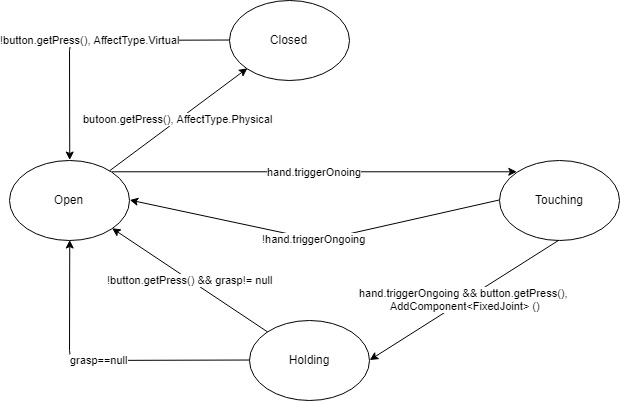 Closed
!button.getPress(), AffectType.Virtual
butoon.getPress(), AffectType.Physical
Open
hand.triggerOnoing
Touching
!hand.triggerOngoing
!button.getPress() && grasp!= null
hand.triggerOngoing && button.getPress(),
AddComponent<FixedJoint> ()
Holding
grasp==null